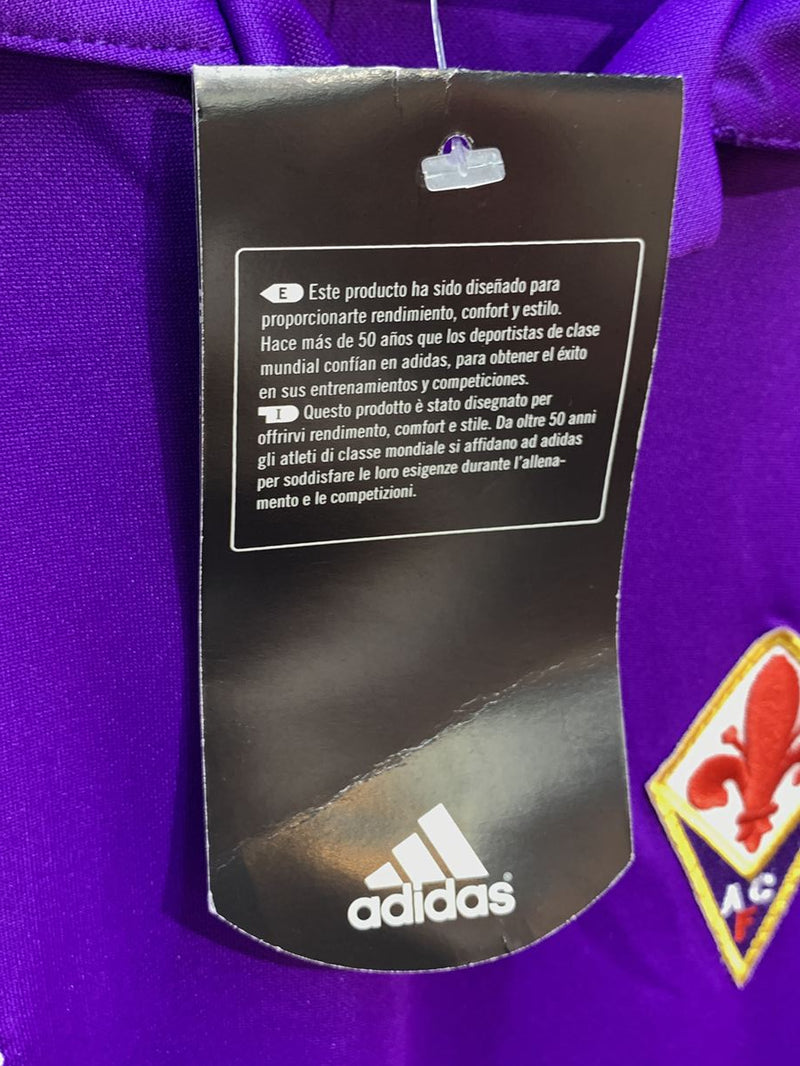 E Este producto ha sido diseñado para
proporcionarte rendimiento, confort y estilo.
Hace más de 50 años que los deportistas de clase
mundial confían en adidas, para obtener el éxito
en sus entrenamientos y competiciones.
I Questo prodotto è stato disegnato per
offrirvi rendimento, comfort e stile. Da oltre 50 anni
gli atleti di classe mondiale si affidano ad adidas
per soddisfare le loro esigenze durante l'allena-
mento e le competizioni.
adidas®
AC
F